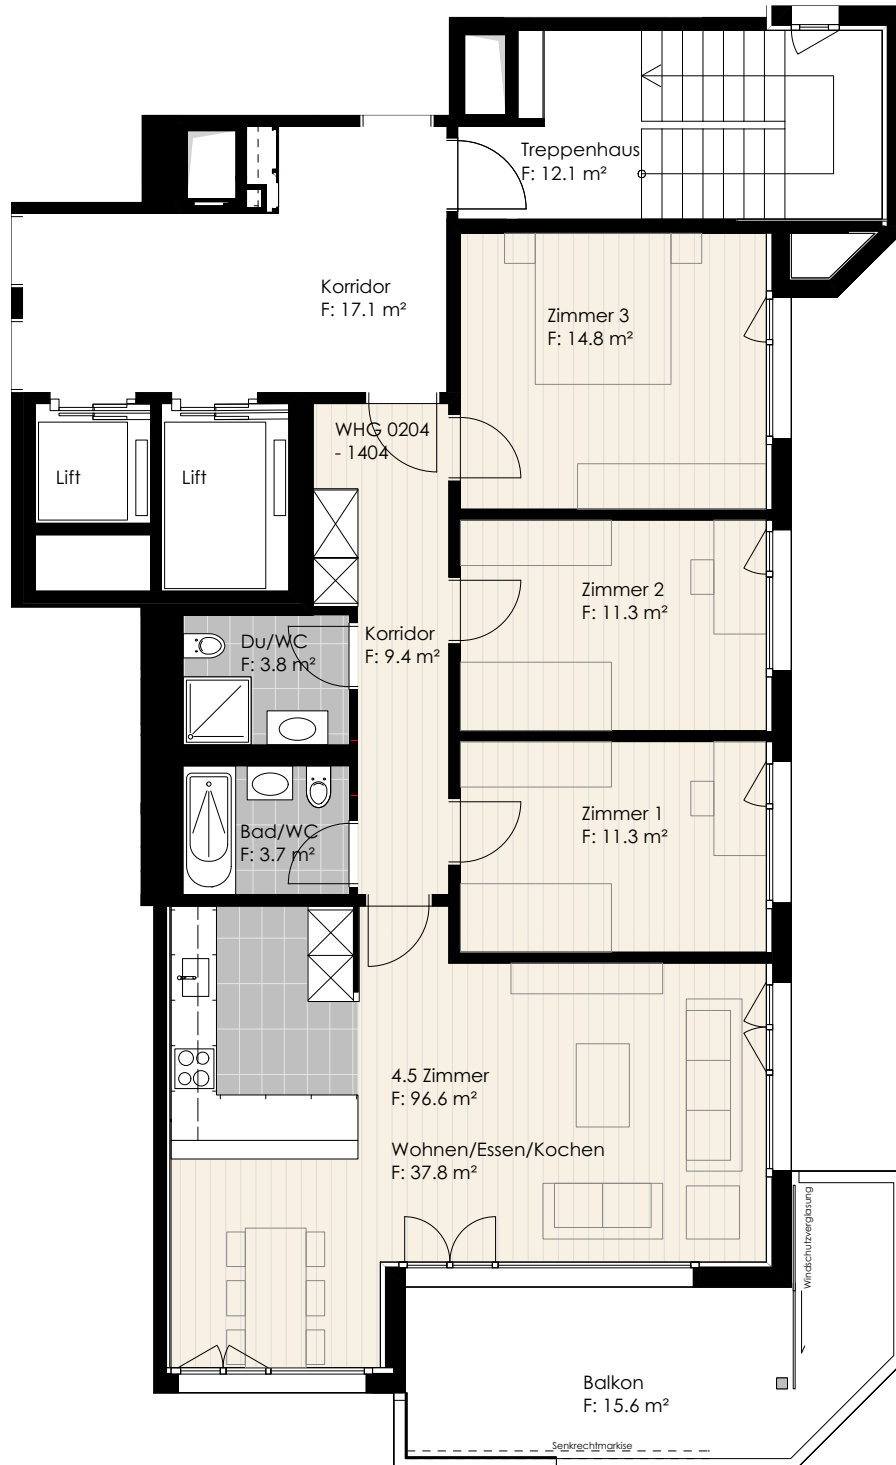 Treppenhaus
F: 12.1 m²
Korridor
F: 17.1 m²
Zimmer 3
F: 14.8 m²
WHG 0204
- 1404
Lift
Lift
Zimmer 2
F: 11.3 m²
Korridor
F: 9.4 m²
Du/WC
F: 3.8 m²
Zimmer 1
F: 11.3 m²
Bad/WC
F: 3.7 m²
4.5 Zimmer
F: 96.6 m²
Wohnen/Essen/Kochen
F: 37.8 m²
Windschutzverglasung
Balkon
F: 15.6 m²
Senkrechtmarkise